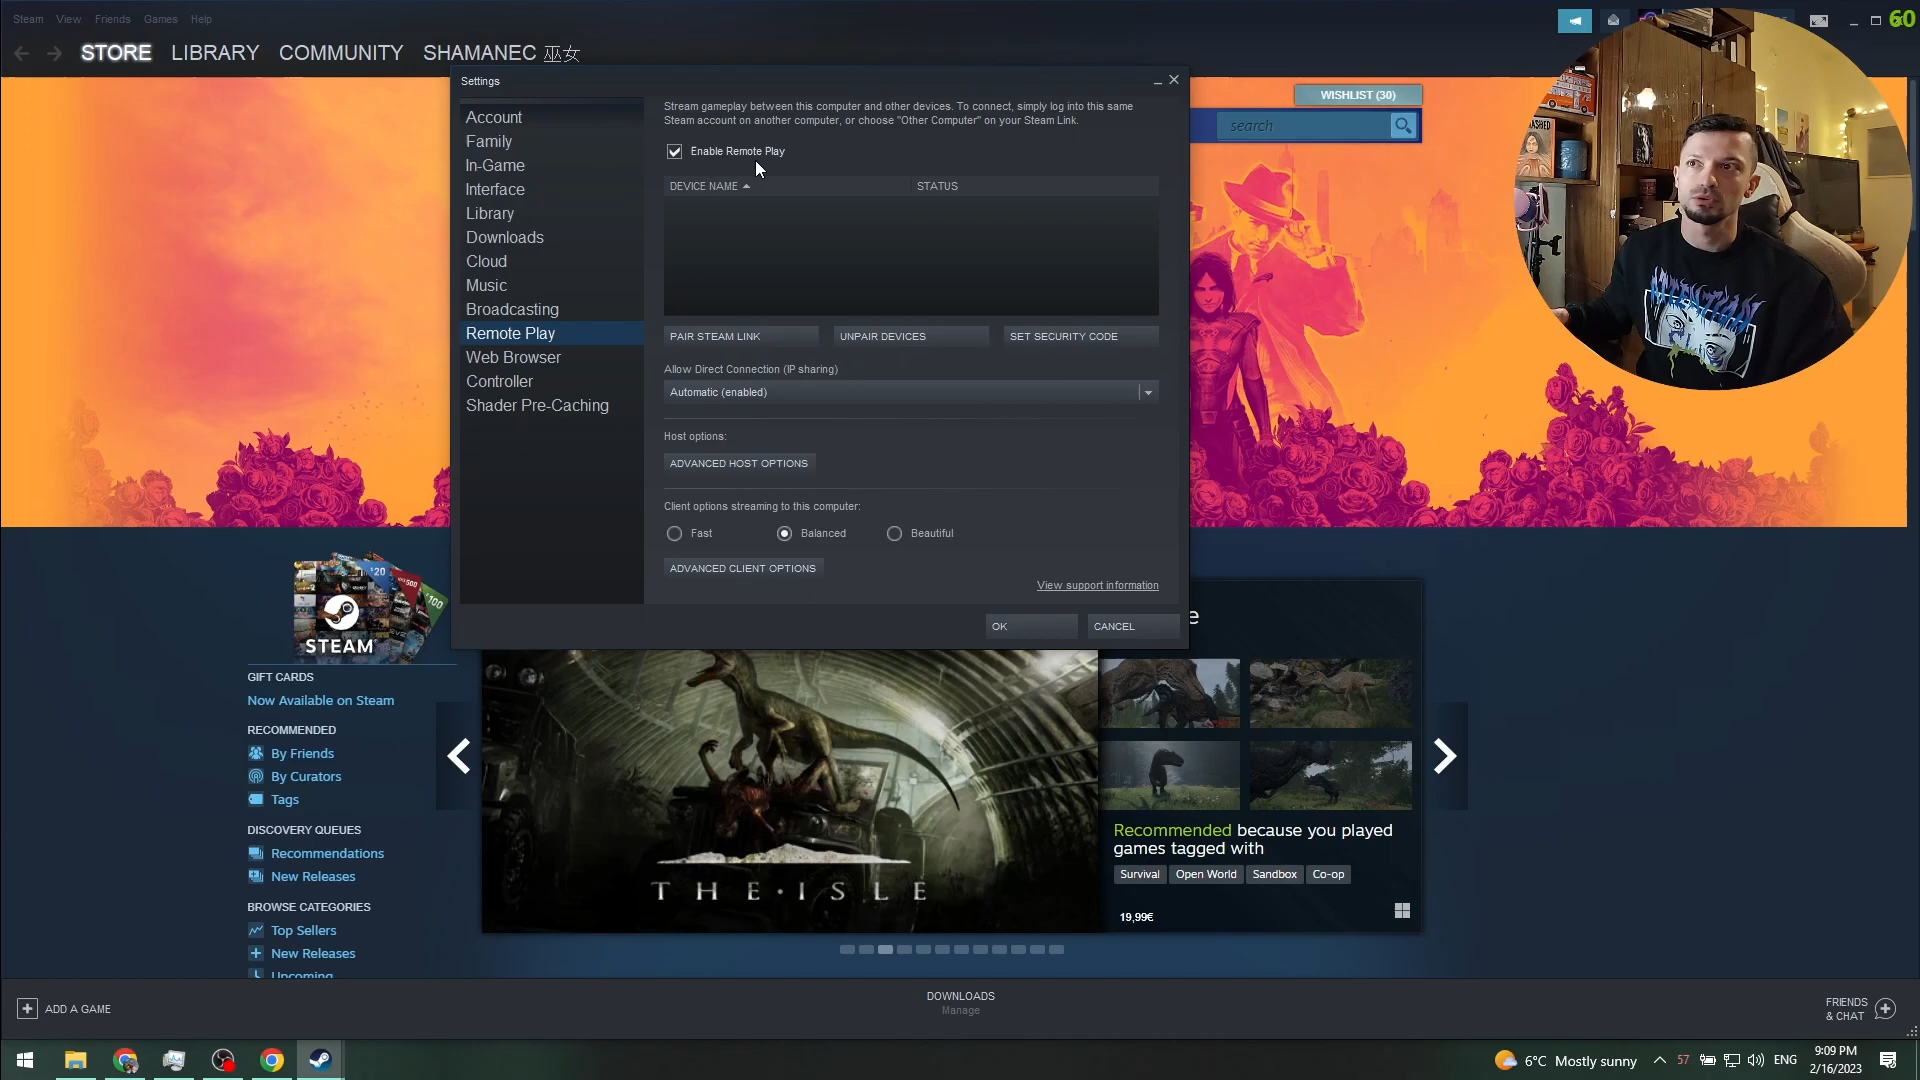 Steam View Friends Games Help
60
STORE LIBRARY COMMUNITY SHAMANEC 巫女
Settings
Account
Family
In-Game
Interface
Library
Downloads
Cloud
Music
Broadcasting
Remote Play
Web Browser
Controller
Shader Pre-Caching
Stream gameplay between this computer and other devices. To connect, simply log into this same
Steam account on another computer, or choose "Other Computer" on your Steam Link.
Enable Remote Play
DEVICE NAME STATUS
PAIR STEAM LINK UNPAIR DEVICES SET SECURITY CODE
Allow Direct Connection (IP sharing)
Automatic (enabled)
Host options:
ADVANCED HOST OPTIONS
Client options streaming to this computer:
Fast Balanced Beautiful
ADVANCED CLIENT OPTIONS
View support information
OK CANCEL
WISHLIST (30)
search
$20
$100
STEAM
GIFT CARDS
Now Available on Steam
RECOMMENDED
By Friends
By Curators
Tags
DISCOVERY QUEUES
Recommendations
New Releases
BROWSE CATEGORIES
Top Sellers
New Releases
Upcoming
THE·ISLE
e
Recommended because you played
games tagged with
Survival Open World Sandbox Co-op
19,99€
ADD A GAME
DOWNLOADS
Manage
FRIENDS
& CHAT
6°C Mostly sunny
57
ENG
9:09 PM
2/16/2023